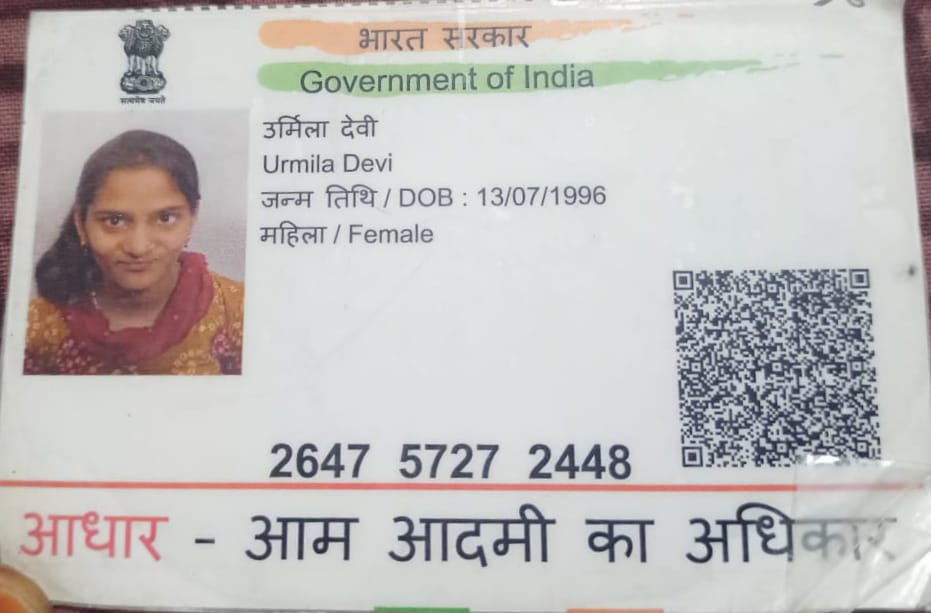 भारत सरकार
Government of India
सत्यमेव जयते
उर्मिला देवी
Urmila Devi
जन्म तिथि / DOB : 13/07/1996
महिला / Female
2647 5727 2448
आधार - आम आदमी का अधिकार